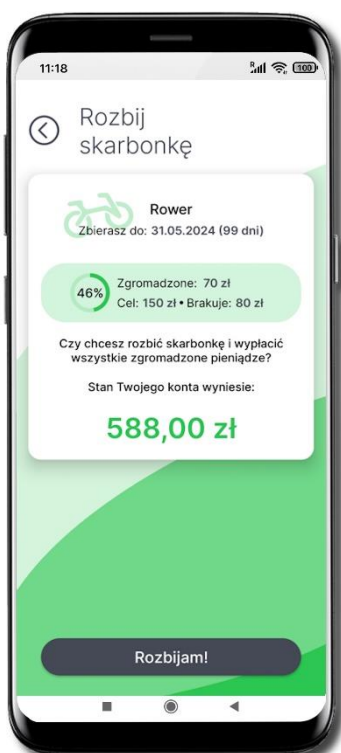 11:18
R
100
Rozbij
skarbonkę
Rower
Zbierasz do: 31.05.2024 (99 dni)
46%
Zgromadzone: 70 zł
Cel: 150 zł • Brakuje: 80 zł
Czy chcesz rozbić skarbonkę i wypłacić
wszystkie zgromadzone pieniądze?
Stan Twojego konta wyniesie:
588,00 zł
Rozbijam!